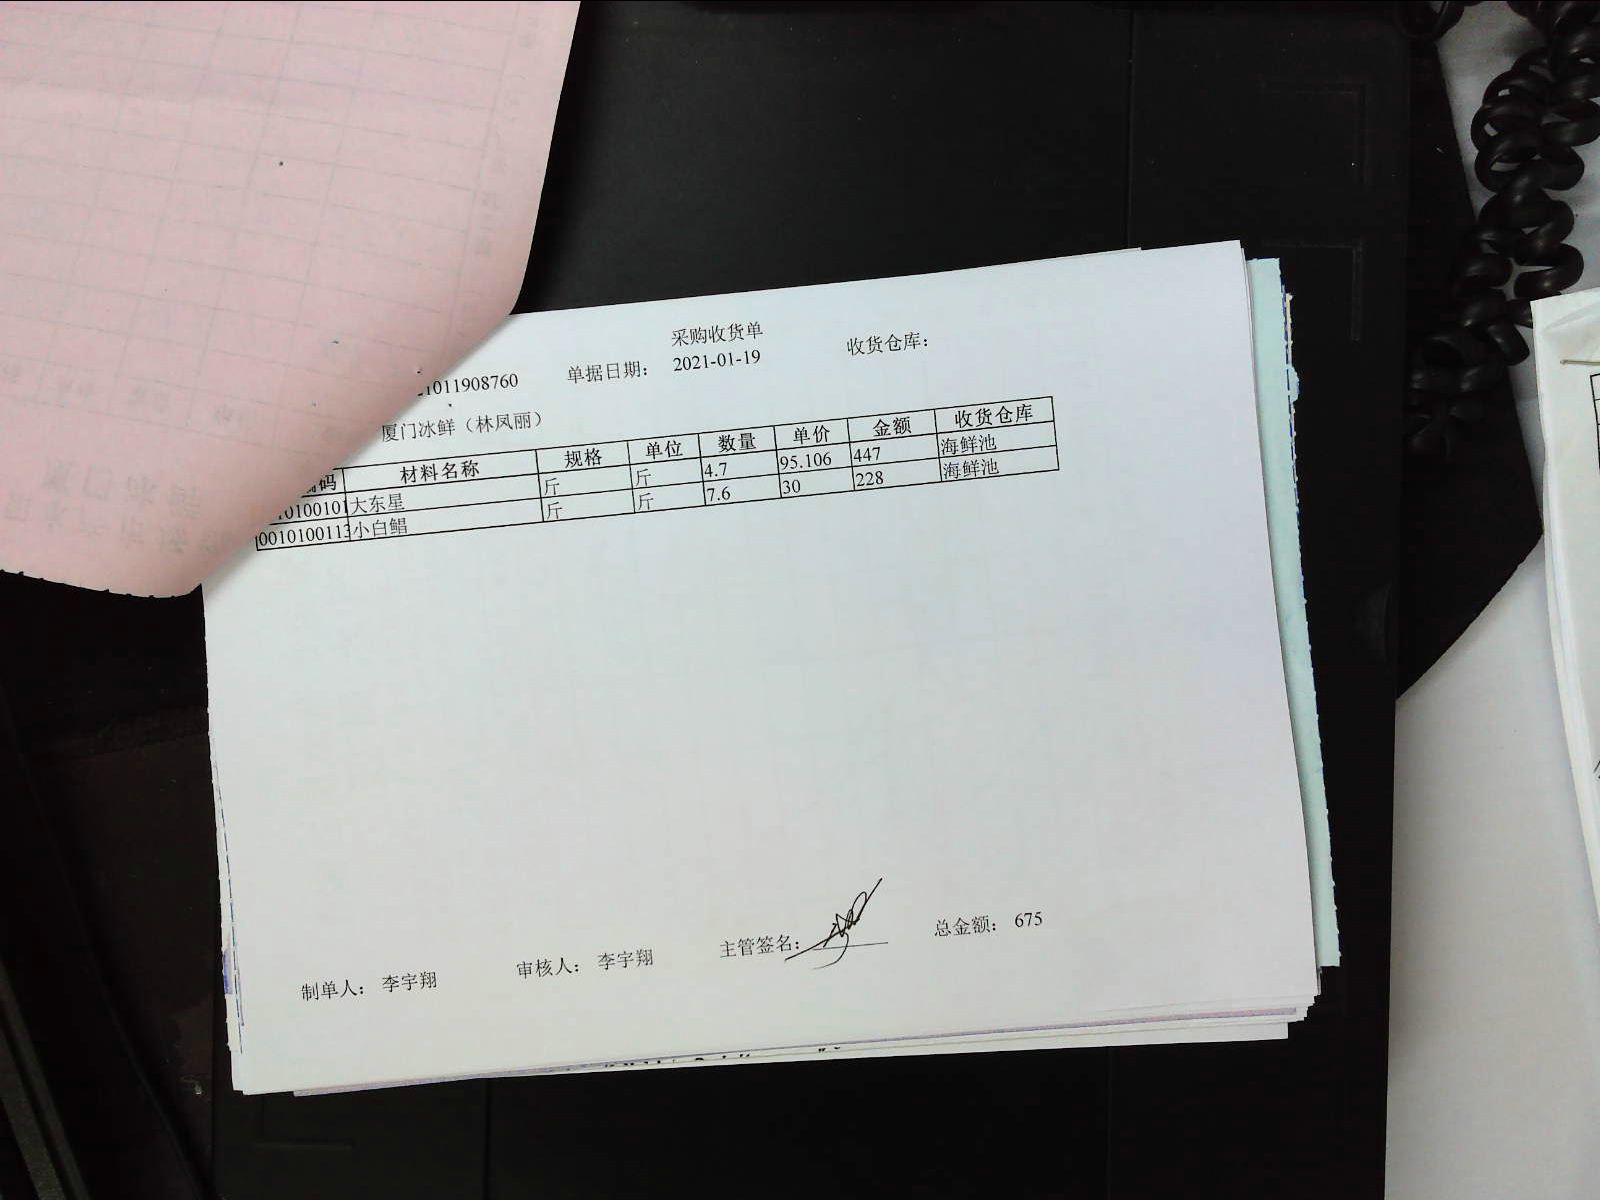 采购收货单
1011908760 单据日期： 2021-01-19 收货仓库：
厦门冰鲜（林凤丽）
码 材料名称 规格 单位 数量 单价 金额 收货仓库
10100101 大东星 斤 斤 4.7 95.106 447 海鲜池
001010011 小白鲳 斤 斤 7.6 30 228 海鲜池
制单人： 李宇翔 审核人： 李宇翔 主管签名： 总金额： 675